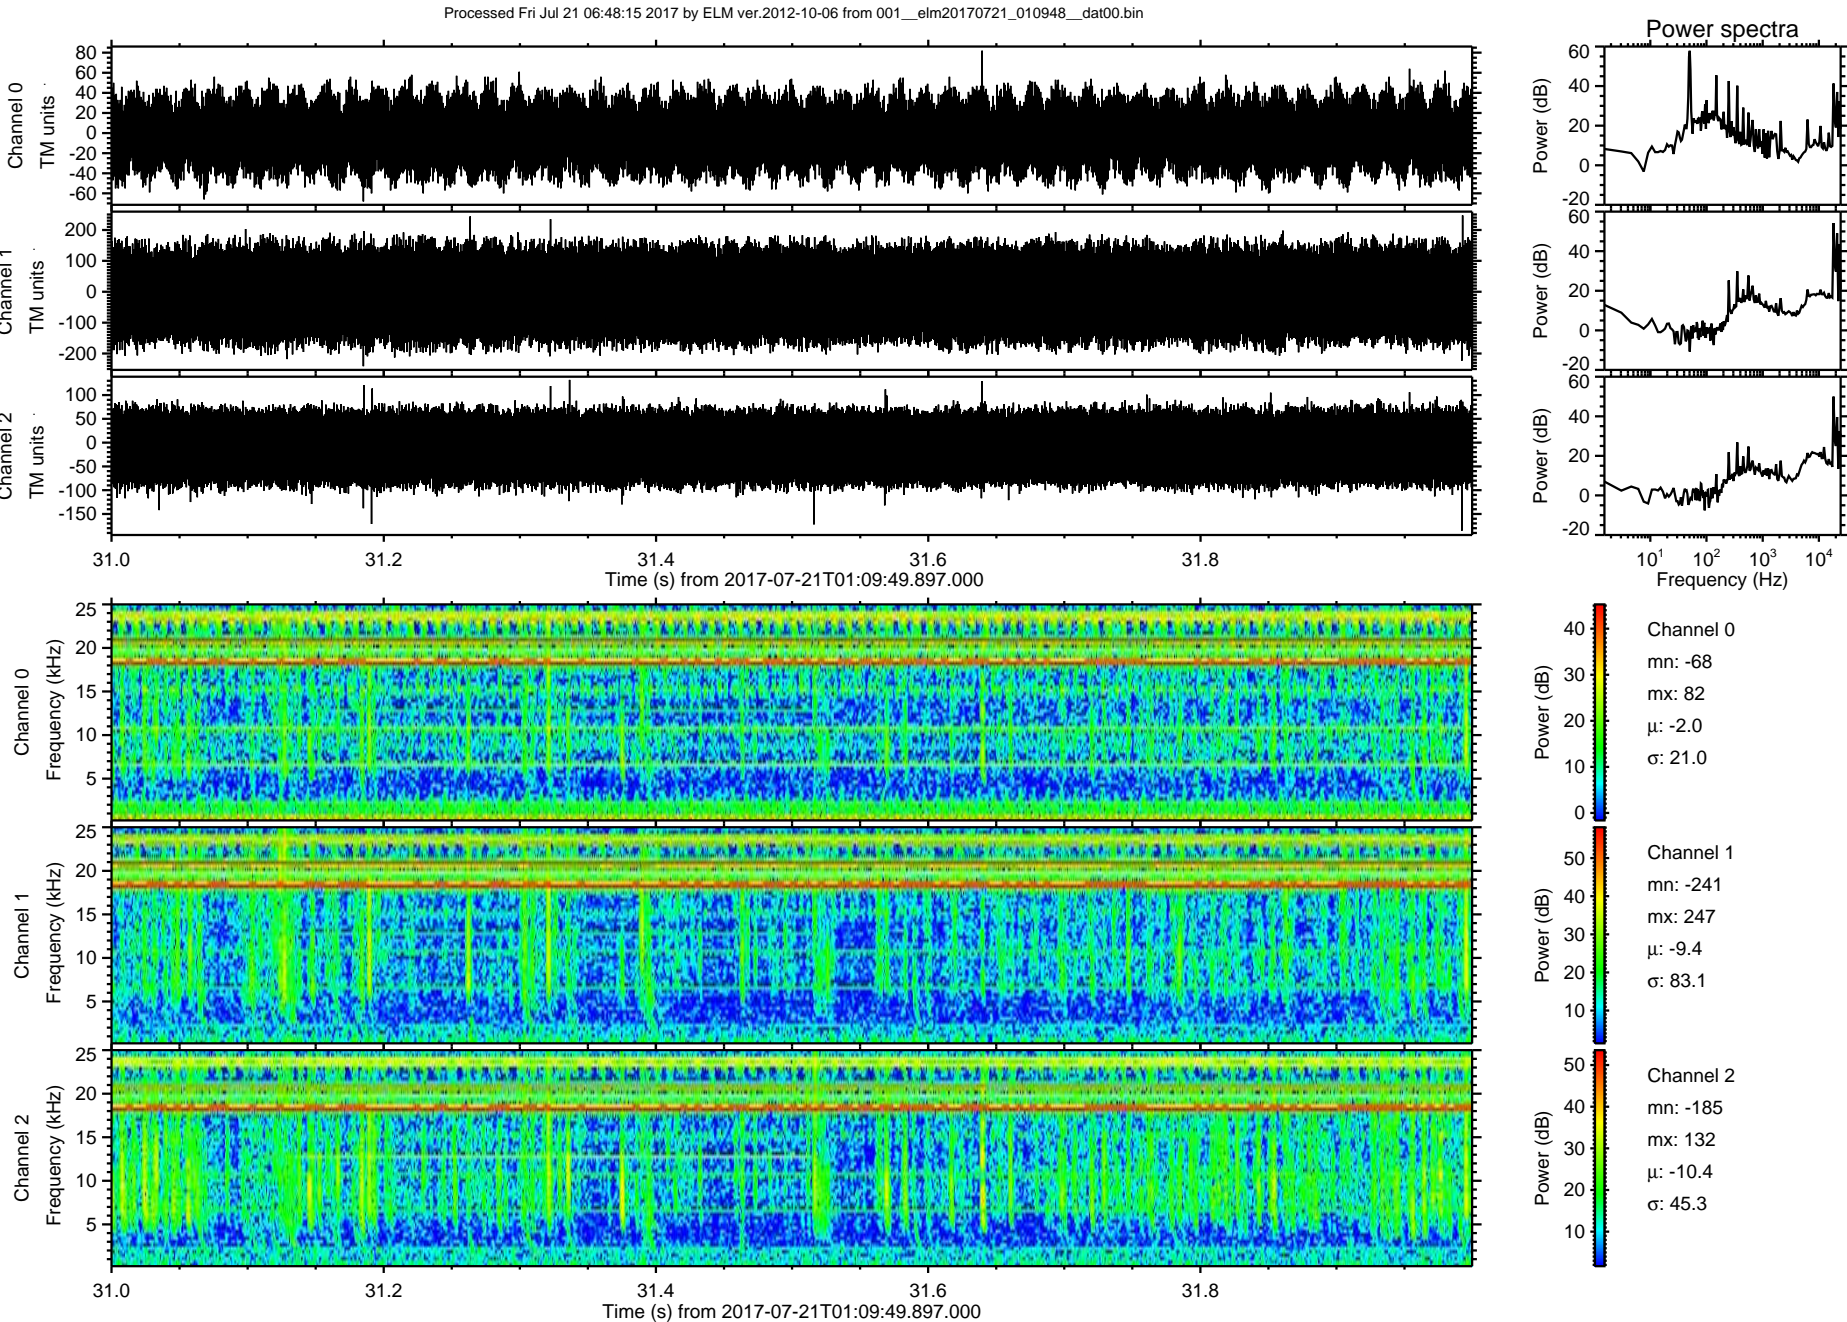 Processed Fri Jul 21 06:48:15 2017 by ELM ver.2012-10-06 from 001__elm20170721_010948__dat00.bin
Power spectra
Channel 0
TM units
80
60
40
20
0
-20
-40
-60
Power (dB)
60
40
20
0
-20
Channel 1
TM units
200
100
0
-100
-200
Power (dB)
60
40
20
0
-20
Channel 2
TM units
100
50
0
-50
-100
-150
Power (dB)
60
40
20
0
-20
31.0 31.2 31.4 31.6 31.8
Time (s) from 2017-07-21T01:09:49.897.000
10^1 10^2 10^3 10^4
Frequency (Hz)
Channel 0
Frequency (kHz)
25
20
15
10
5
Power (dB)
40
30
20
10
0
Channel 0
mn: -68
mx: 82
μ: -2.0
σ: 21.0
Channel 1
Frequency (kHz)
25
20
15
10
5
Power (dB)
50
40
30
20
10
Channel 1
mn: -241
mx: 247
μ: -9.4
σ: 83.1
Channel 2
Frequency (kHz)
25
20
15
10
5
Power (dB)
50
40
30
20
10
Channel 2
mn: -185
mx: 132
μ: -10.4
σ: 45.3
31.0 31.2 31.4 31.6 31.8
Time (s) from 2017-07-21T01:09:49.897.000